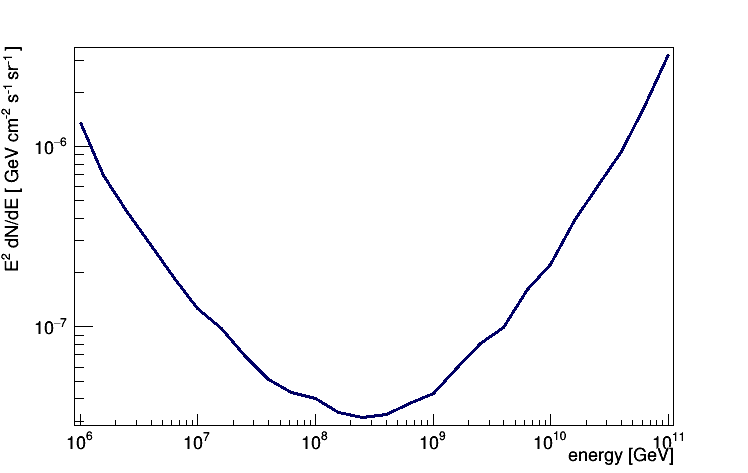 E² dN/dE [ GeV cm⁻² s⁻¹ sr⁻¹ ]
10⁻⁶
10⁻⁷
10⁶ 10⁷ 10⁸ 10⁹ 10¹⁰ 10¹¹
energy [GeV]